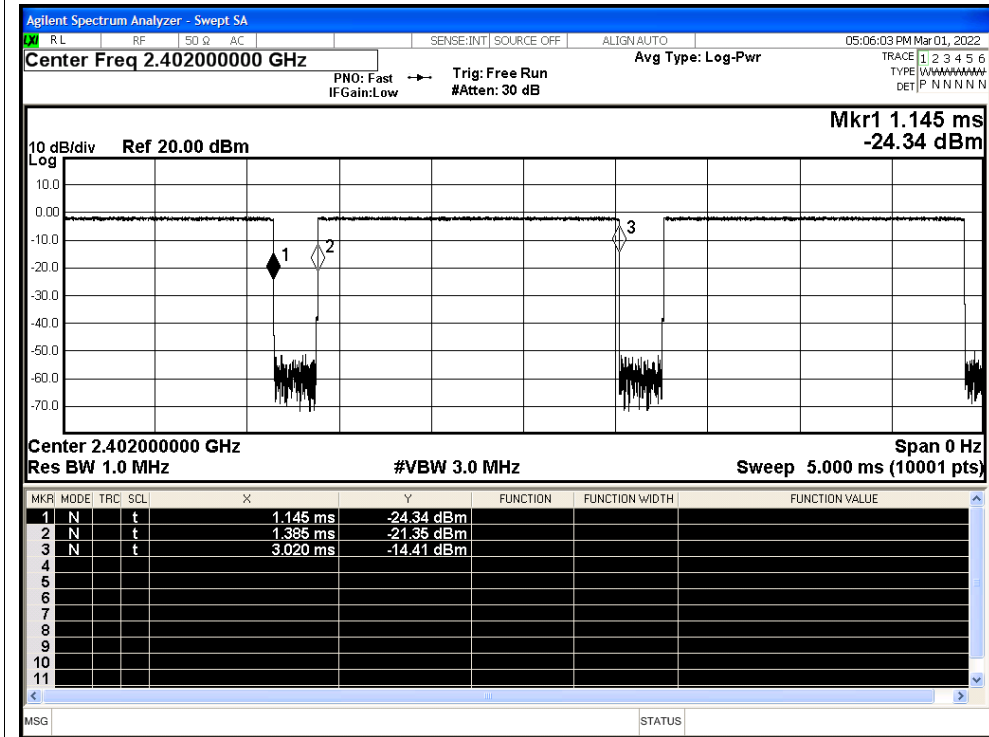 Agilent Spectrum Analyzer - Swept SA
LXI RL RF 50 Ω AC SENSE:INT SOURCE OFF ALIGN AUTO 05:06:03 PM Mar 01, 2022
Center Freq 2.402000000 GHz
PNO: Fast Trig: Free Run Avg Type: Log-Pwr TRACE 1 2 3 4 5 6
IFGain:Low #Atten: 30 dB TYPE W
DET P N N N N N
Mkr1 1.145 ms
10 dB/div Ref 20.00 dBm -24.34 dBm
Log
10.0
0.00
-10.0
-20.0
-30.0
-40.0
-50.0
-60.0
-70.0
1
2
3
Center 2.402000000 GHz Span 0 Hz
Res BW 1.0 MHz #VBW 3.0 MHz Sweep 5.000 ms (10001 pts)
MKR MODE TRC SCL X Y FUNCTION FUNCTION WIDTH FUNCTION VALUE
1 N t 1.145 ms -24.34 dBm
2 N t 1.385 ms -21.35 dBm
3 N t 3.020 ms -14.41 dBm
4
5
6
7
8
9
10
11
MSG STATUS